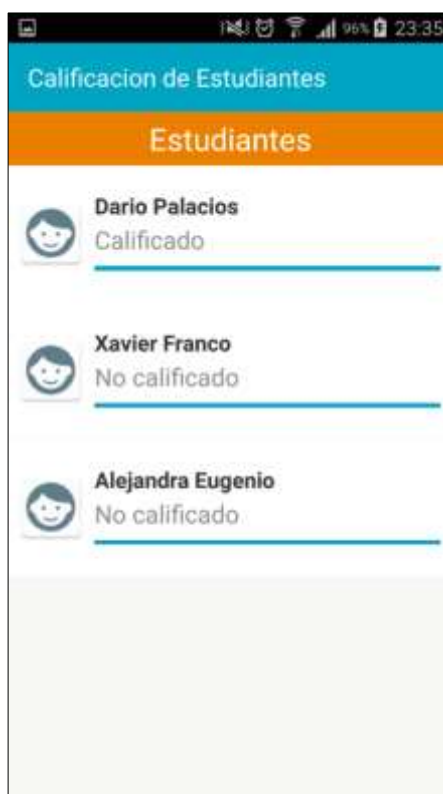 96% 23:35
Calificacion de Estudiantes
Estudiantes
Dario Palacios
Calificado
Xavier Franco
No calificado
Alejandra Eugenio
No calificado